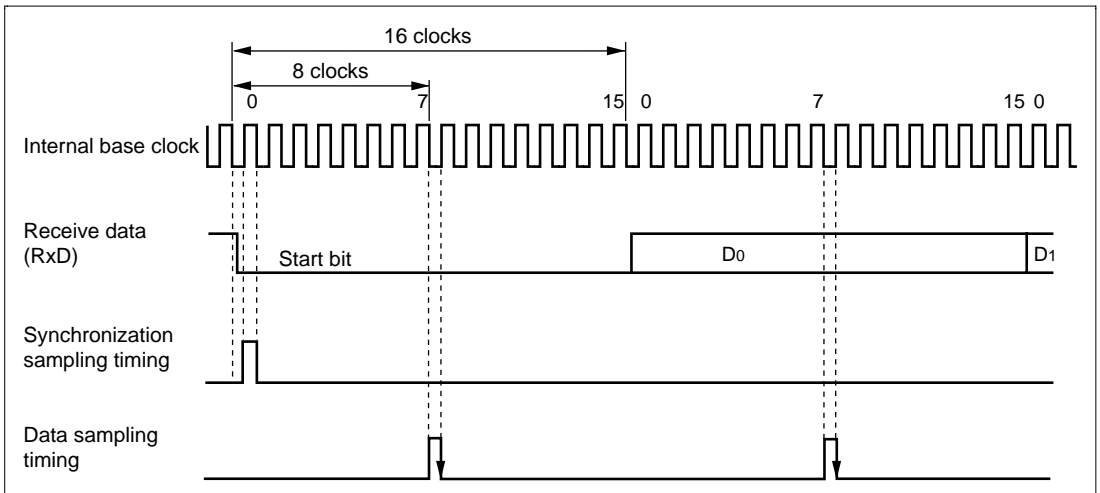 16 clocks
8 clocks
0 7 15 0 7 15 0
Internal base clock
Receive data
(RxD)
Start bit D0 D1
Synchronization
sampling timing
Data sampling
timing